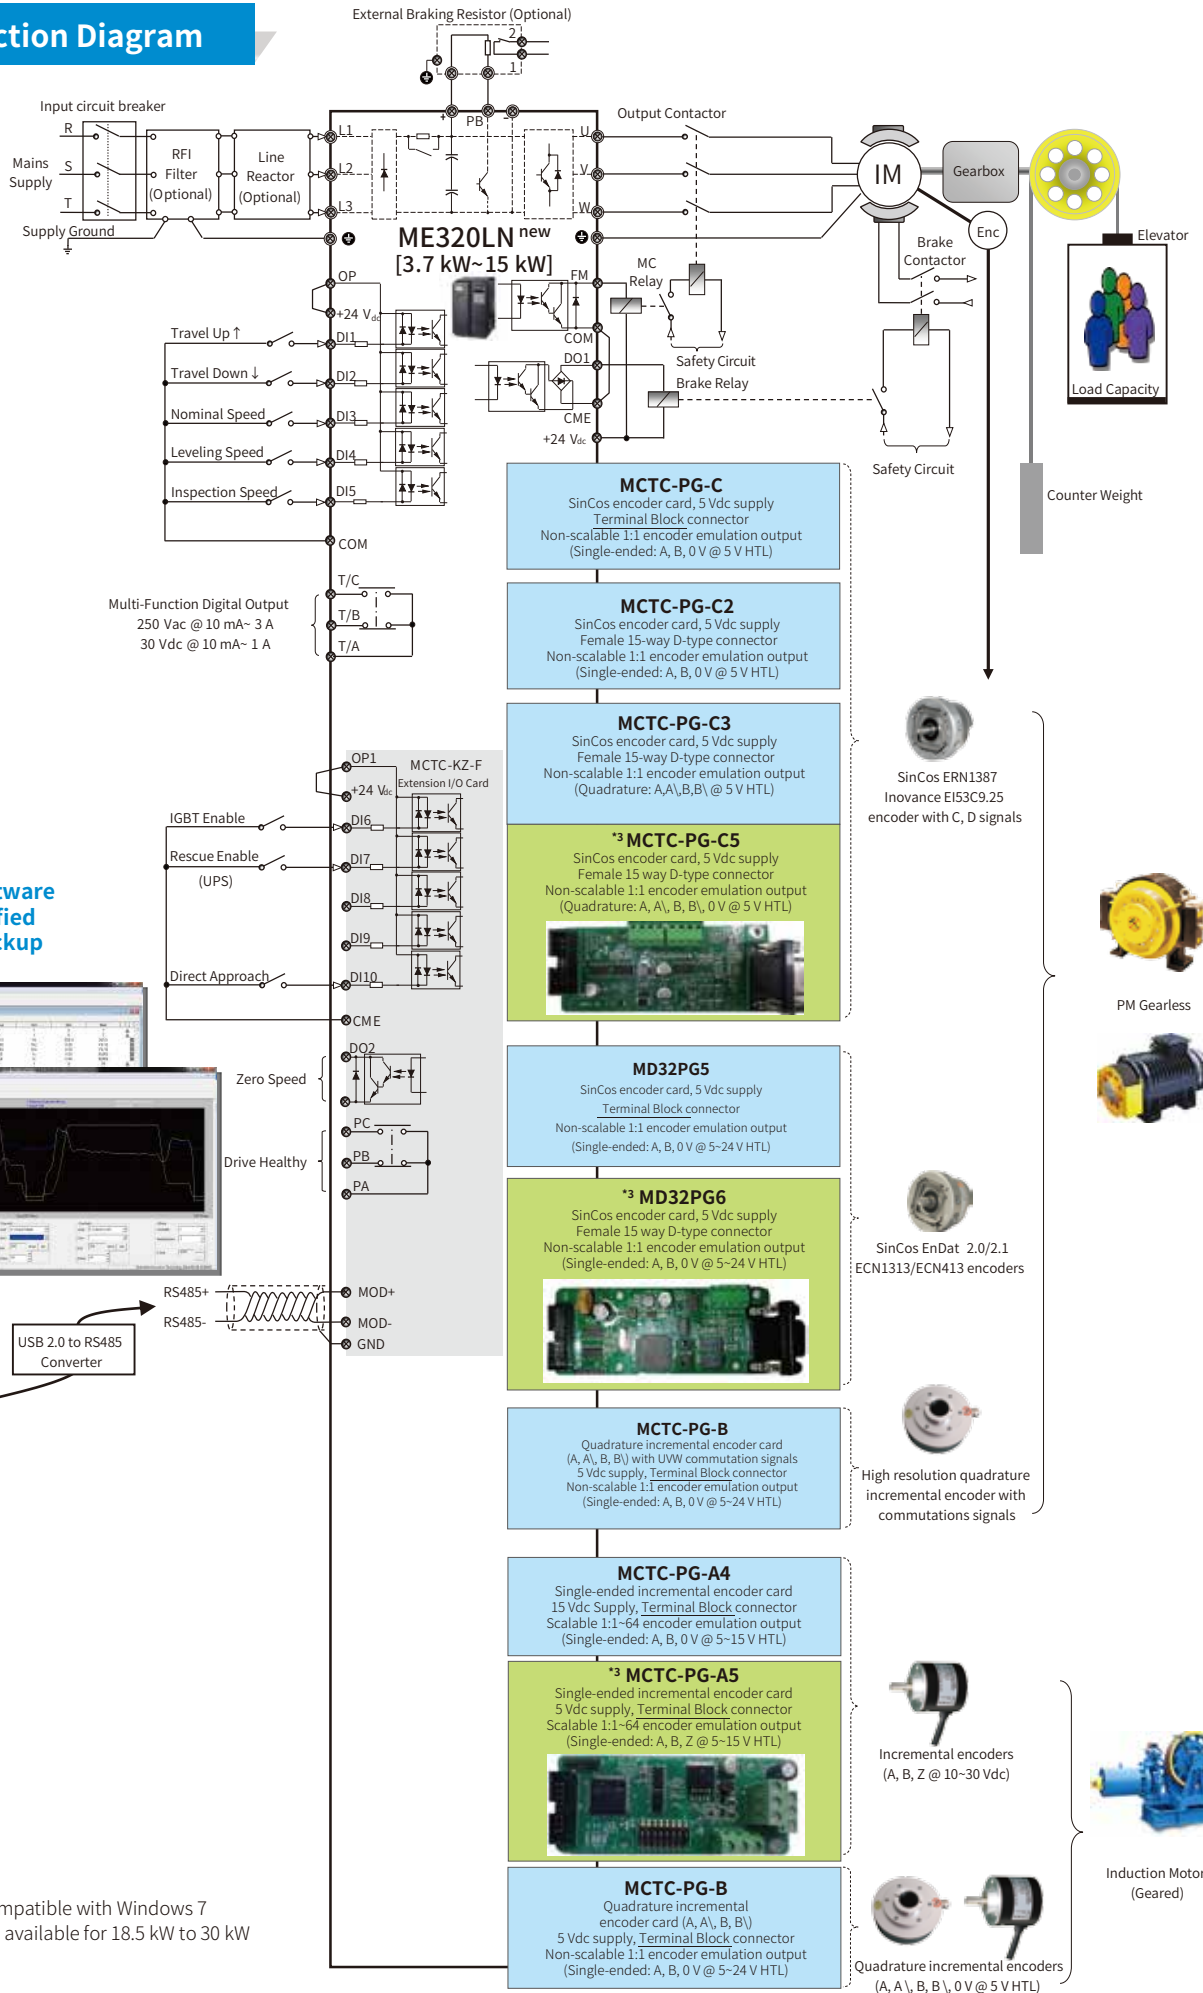 ction Diagram
External Braking Resistor (Optional)
2
1
Input circuit breaker
R
Mains
Supply
S
T
RFI
Filter
(Optional)
Line
Reactor
(Optional)
Supply Ground
L1
L2
L3
+
PB
-
U
V
W
Output Contactor
IM
Gearbox
Enc
Brake
Contactor
Elevator
Load Capacity
Counter Weight
ME320LN new
[3.7 kW~15 kW]
OP
+24 Vdc
Travel Up ↑
DI1
Travel Down ↓
DI2
Nominal Speed
DI3
Leveling Speed
DI4
Inspection Speed
DI5
COM
FM
COM
DO1
CME
+24 Vdc
MC
Relay
Safety Circuit
Brake Relay
Safety Circuit
Multi-Function Digital Output
250 Vac @ 10 mA~ 3 A
30 Vdc @ 10 mA~ 1 A
T/C
T/B
T/A
MCTC-PG-C
SinCos encoder card, 5 Vdc supply
Terminal Block connector
Non-scalable 1:1 encoder emulation output
(Single-ended: A, B, 0 V @ 5 V HTL)
MCTC-PG-C2
SinCos encoder card, 5 Vdc supply
Female 15-way D-type connector
Non-scalable 1:1 encoder emulation output
(Single-ended: A, B, 0 V @ 5 V HTL)
MCTC-PG-C3
SinCos encoder card, 5 Vdc supply
Female 15-way D-type connector
Non-scalable 1:1 encoder emulation output
(Quadrature: A,A\,B,B\ @ 5 V HTL)
*3 MCTC-PG-C5
SinCos encoder card, 5 Vdc supply
Female 15 way D-type connector
Non-scalable 1:1 encoder emulation output
(Quadrature: A, A\, B, B\, 0 V @ 5 V HTL)
SinCos ERN1387
Inovance EI53C9.25
encoder with C, D signals
OP1
MCTC-KZ-F
Extension I/O Card
+24 Vdc
IGBT Enable
DI6
Rescue Enable
(UPS)
DI7
DI8
DI9
Direct Approach
DI10
CME
DO2
Zero Speed
PC
PB
PA
Drive Healthy
tware
fied
ckup
RS485+
RS485-
MOD+
MOD-
GND
USB 2.0 to RS485
Converter
PM Gearless
MD32PG5
SinCos encoder card, 5 Vdc supply
Terminal Block connector
Non-scalable 1:1 encoder emulation output
(Single-ended: A, B, 0 V @ 5~24 V HTL)
*3 MD32PG6
SinCos encoder card, 5 Vdc supply
Female 15 way D-type connector
Non-scalable 1:1 encoder emulation output
(Single-ended: A, B, 0 V @ 5~24 V HTL)
SinCos EnDat 2.0/2.1
ECN1313/ECN413 encoders
MCTC-PG-B
Quadrature incremental encoder card
(A, A\, B, B\) with UVW commutation signals
5 Vdc supply, Terminal Block connector
Non-scalable 1:1 encoder emulation output
(Single-ended: A, B, 0 V @ 5~24 V HTL)
High resolution quadrature
incremental encoder with
commutations signals
MCTC-PG-A4
Single-ended incremental encoder card
15 Vdc Supply, Terminal Block connector
Scalable 1:1~64 encoder emulation output
(Single-ended: A, B, 0 V @ 5~15 V HTL)
*3 MCTC-PG-A5
Single-ended incremental encoder card
5 Vdc supply, Terminal Block connector
Scalable 1:1~64 encoder emulation output
(Single-ended: A, B, Z @ 5~15 V HTL)
Incremental encoders
(A, B, Z @ 10~30 Vdc)
MCTC-PG-B
Quadrature incremental
encoder card (A, A\, B, B\)
5 Vdc supply, Terminal Block connector
Non-scalable 1:1 encoder emulation output
(Single-ended: A, B, 0 V @ 5~24 V HTL)
Quadrature incremental encoders
(A, A \, B, B \, 0 V @ 5 V HTL)
Induction Motor
(Geared)
mpatible with Windows 7
available for 18.5 kW to 30 kW